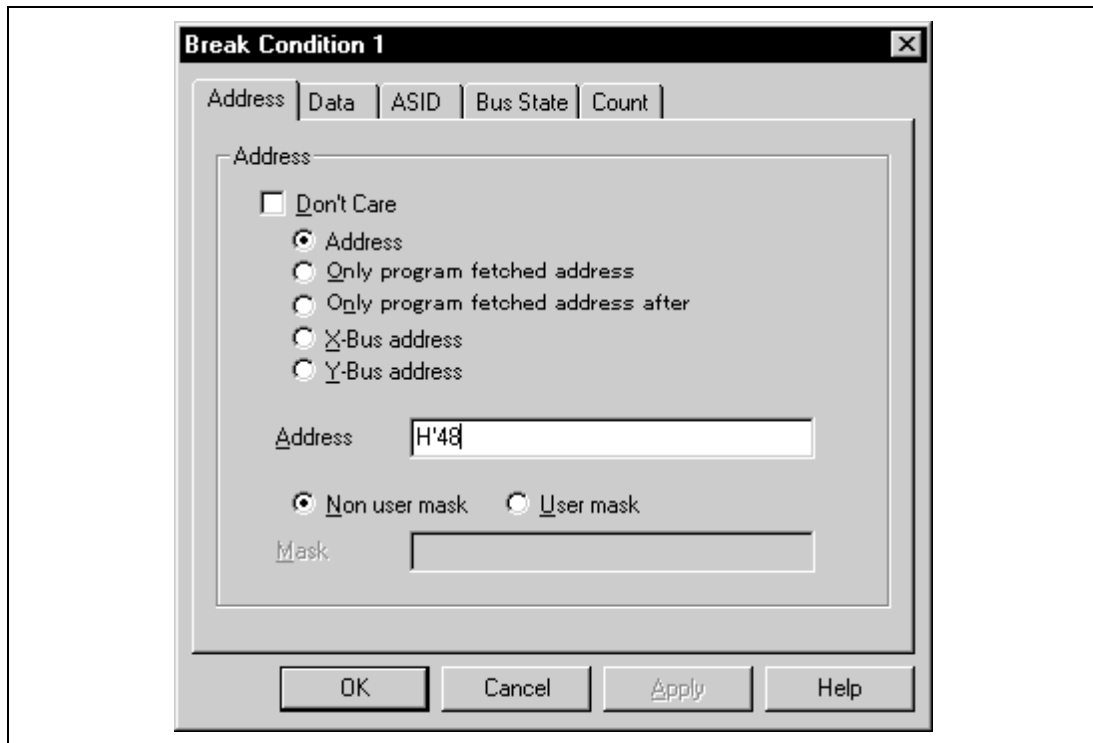 Break Condition 1
Address Data ASID Bus State Count
Address
Don't Care
Address
Only program fetched address
Only program fetched address after
X-Bus address
Y-Bus address
Address H'48
Non user mask User mask
Mask
OK Cancel Apply Help